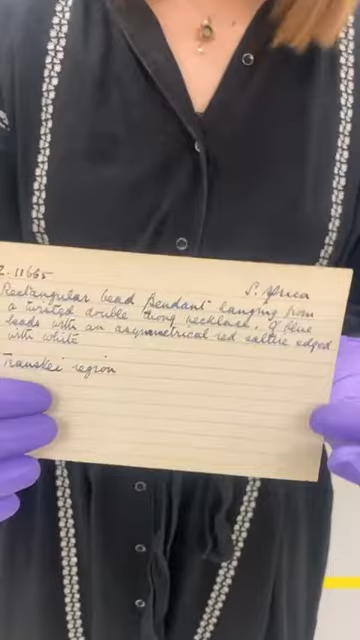 Z. 11665
S. Africa
Rectangular bead pendant hanging from
a twisted double thong necklace. Of blue
beads with an asymmetrical red saltire edged
with white
Transkei region